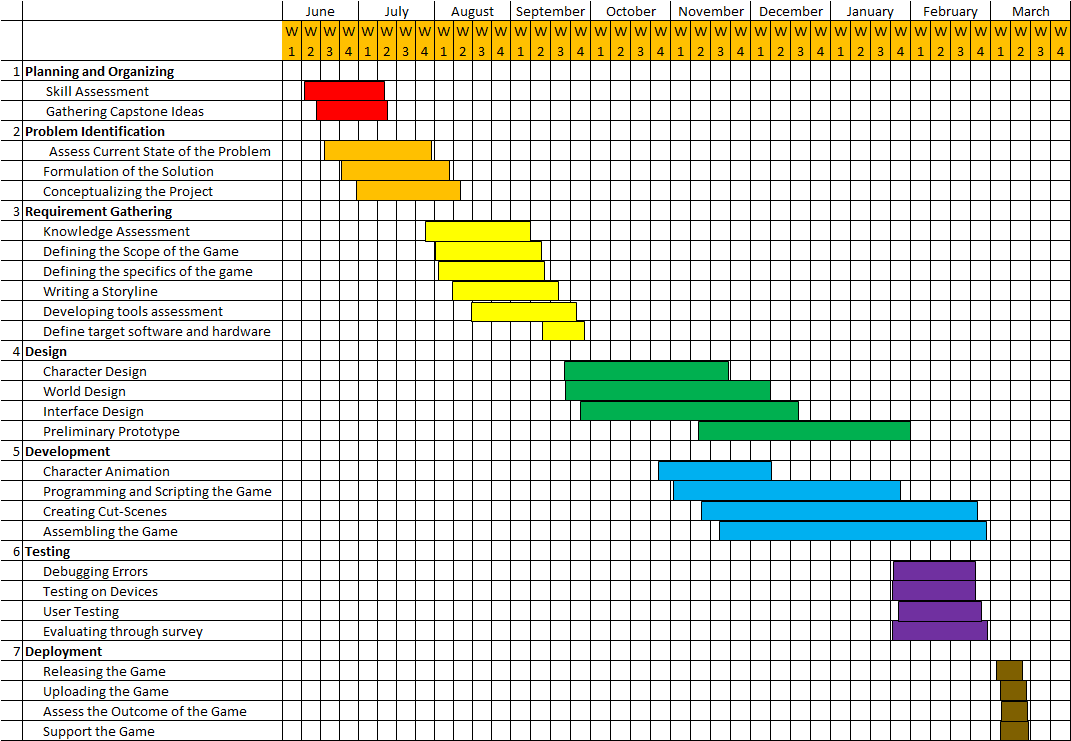 June July August September October November December January February March
W W W W W W W W W W W W W W W W W W W W W W W W W W W W W W W W W W W W W W W W
1 2 3 4 1 2 3 4 1 2 3 4 1 2 3 4 1 2 3 4 1 2 3 4 1 2 3 4 1 2 3 4 1 2 3 4 1 2 3 4
1 Planning and Organizing
Skill Assessment
Gathering Capstone Ideas
2 Problem Identification
Assess Current State of the Problem
Formulation of the Solution
Conceptualizing the Project
3 Requirement Gathering
Knowledge Assessment
Defining the Scope of the Game
Defining the specifics of the game
Writing a Storyline
Developing tools assessment
Define target software and hardware
4 Design
Character Design
World Design
Interface Design
Preliminary Prototype
5 Development
Character Animation
Programming and Scripting the Game
Creating Cut-Scenes
Assembling the Game
6 Testing
Debugging Errors
Testing on Devices
User Testing
Evaluating through survey
7 Deployment
Releasing the Game
Uploading the Game
Assess the Outcome of the Game
Support the Game